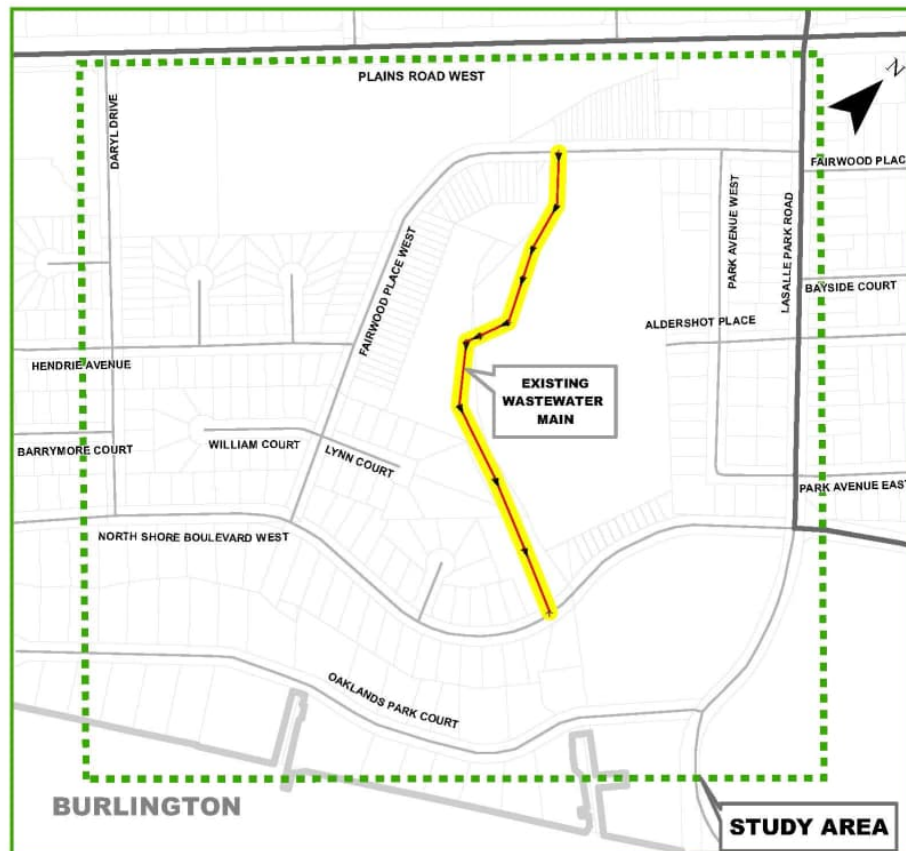 PLAINS ROAD WEST
N
DARYL DRIVE
FAIRWOOD PLAC
PARK AVENUE WEST
LASALLE PARK ROAD
FAIRWOOD PLACE WEST
BAYSIDE COURT
ALDERSHOT PLACE
HENDRIE AVENUE
EXISTING
WASTEWATER
MAIN
BARRYMORE COURT
WILLIAM COURT
LYNN COURT
PARK AVENUE EAST
NORTH SHORE BOULEVARD WEST
OAKLANDS PARK COURT
BURLINGTON
STUDY AREA